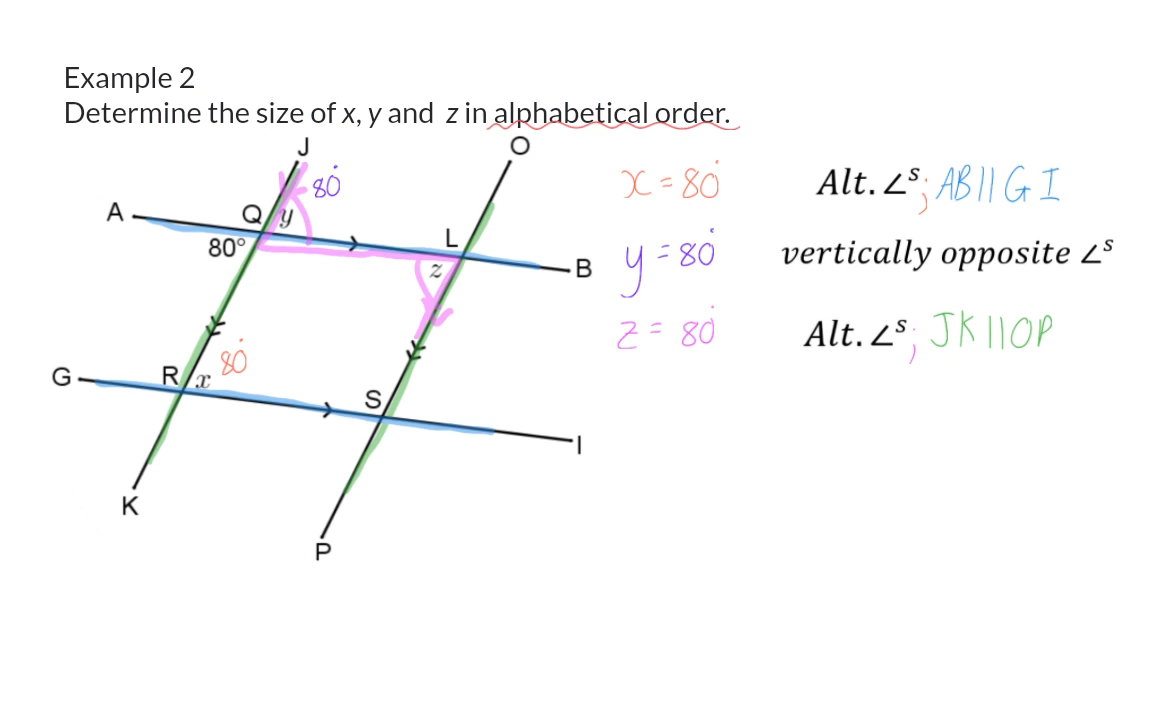 Example 2
Determine the size of x, y and z in alphabetical order.
J
O
80°
x = 80°
Alt. ∠ˢ; AB || GI
A
Q
y
L
80°
z
B
y = 80°
vertically opposite ∠ˢ
z = 80°
Alt. ∠ˢ; JK || OP
80°
G
R
x
S
I
K
P